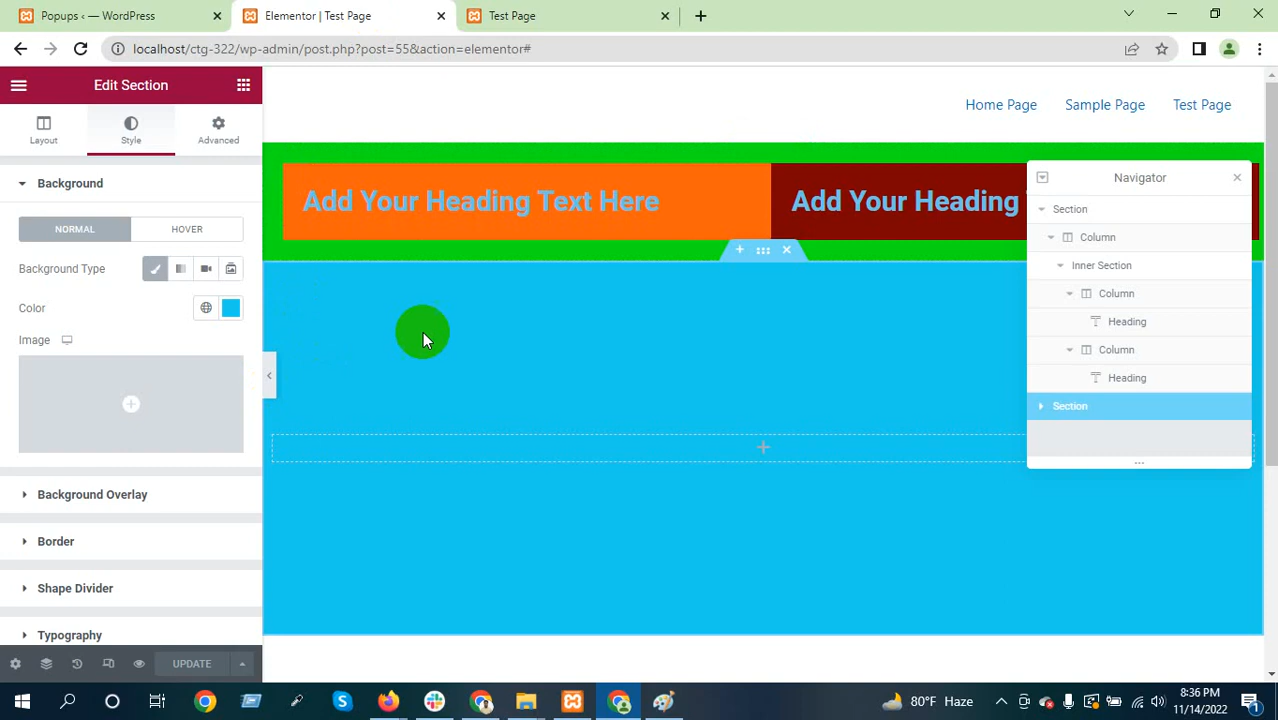 Popups ‹ — WordPress
Elementor | Test Page
Test Page
localhost/ctg-322/wp-admin/post.php?post=55&action=elementor#
Edit Section
Home Page
Sample Page
Test Page
Layout
Style
Advanced
Background
NORMAL
HOVER
Background Type
Color
Image
Background Overlay
Border
Shape Divider
Typography
UPDATE
Add Your Heading Text Here
Add Your Heading
Navigator
Section
Column
Inner Section
Column
Heading
Column
Heading
Section
80°F Haze
8:36 PM
11/14/2022